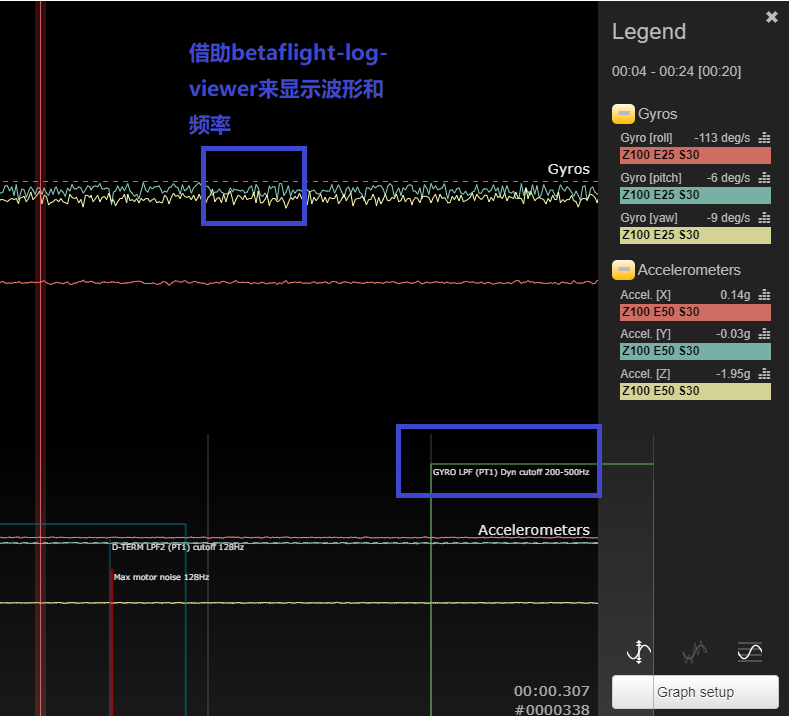 借助betaflight-log-
viewer来显示波形和
频率
Gyros
GYRO LPF (PT1) Dyn cutoff 200-500Hz
Accelerometers
D-TERM LPF2 (PT1) cutoff 128Hz
Max motor noise 128Hz
00:00.307
#0000338
Legend
00:04 - 00:24 [00:20]
Gyros
Gyro [roll] -113 deg/s
Z100 E25 S30
Gyro [pitch] -6 deg/s
Z100 E25 S30
Gyro [yaw] -9 deg/s
Z100 E25 S30
Accelerometers
Accel. [X] 0.14g
Z100 E50 S30
Accel. [Y] -0.03g
Z100 E50 S30
Accel. [Z] -1.95g
Z100 E50 S30
Graph setup